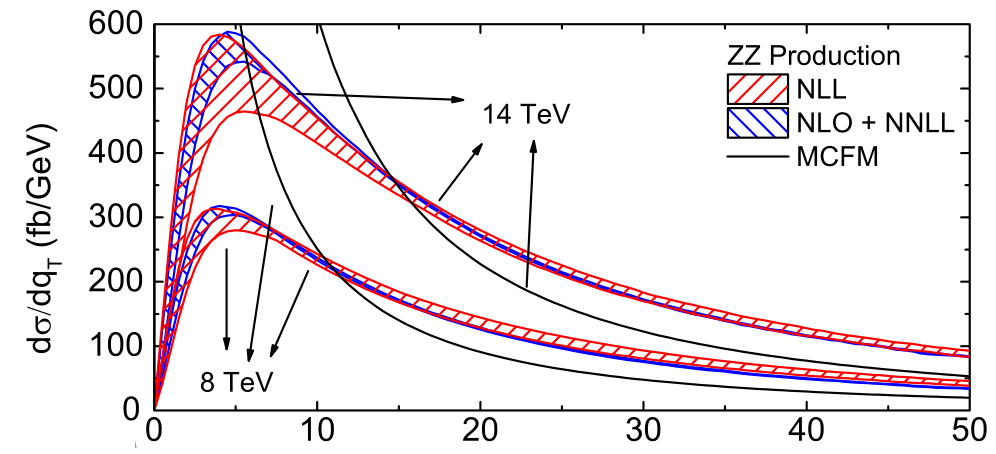 600
500
400
300
200
100
0
dσ/dq_T (fb/GeV)
ZZ Production
NLL
NLO + NNLL
MCFM
14 TeV
8 TeV
0 10 20 30 40 50